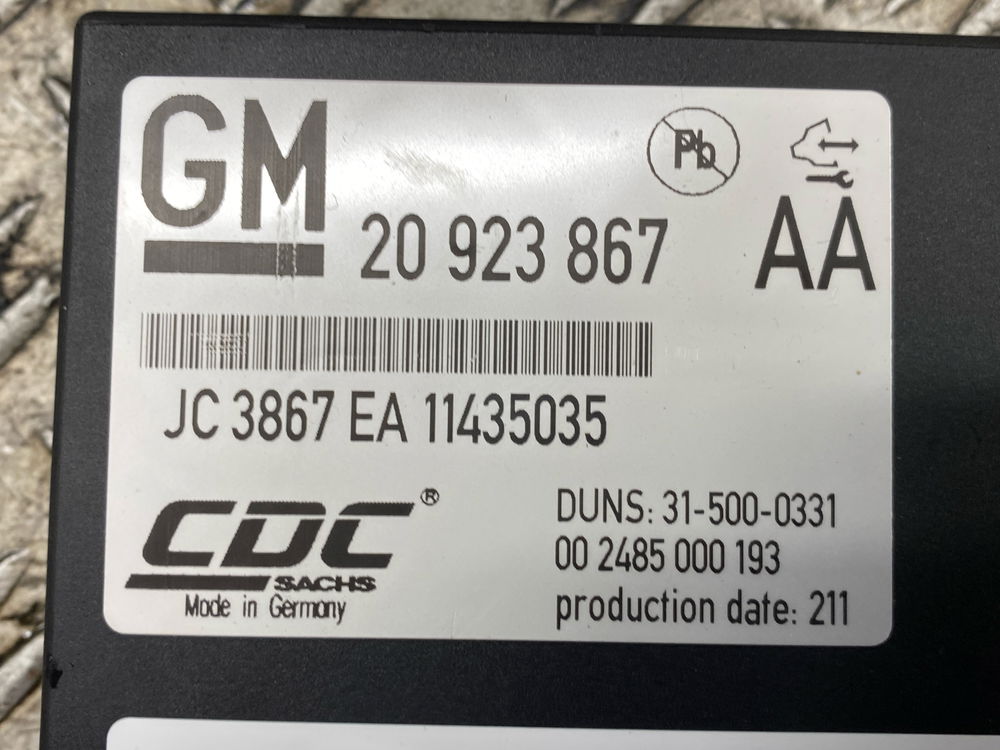 GM
Pb
20 923 867
AA
JC 3867 EA 11435035
CDC®
SACHS
Made in Germany
DUNS: 31-500-0331
00 2485 000 193
production date: 211